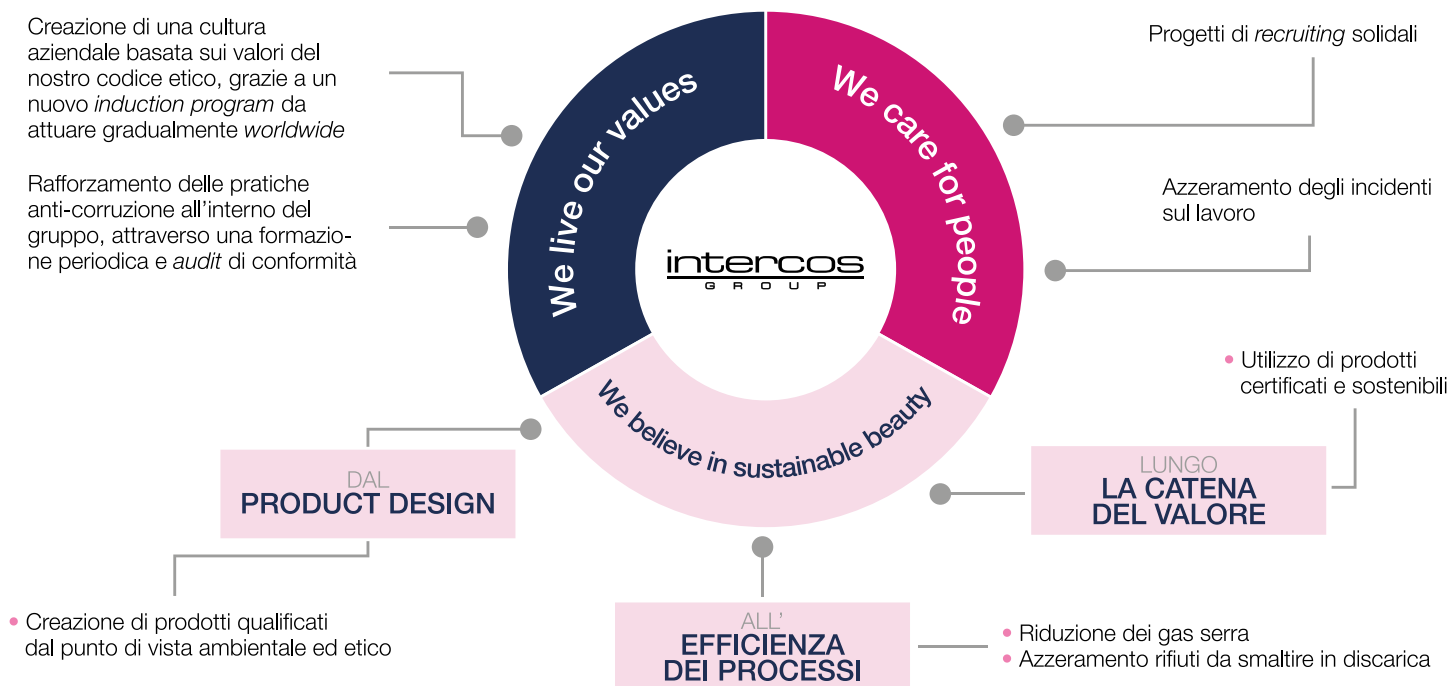 Creazione di una cultura
aziendale basata sui valori del
nostro codice etico, grazie a un
nuovo induction program da
attuare gradualmente worldwide
Rafforzamento delle pratiche
anti-corruzione all'interno del
gruppo, attraverso una formazio-
ne periodica e audit di conformità
We live our values
We care for people
We believe in sustainable beauty
intercos
GROUP
Progetti di recruiting solidali
Azzeramento degli incidenti
sul lavoro
• Utilizzo di prodotti
certificati e sostenibili
DAL
PRODUCT DESIGN
LUNGO
LA CATENA
DEL VALORE
• Creazione di prodotti qualificati
dal punto di vista ambientale ed etico
ALL'
EFFICIENZA
DEI PROCESSI
• Riduzione dei gas serra
• Azzeramento rifiuti da smaltire in discarica